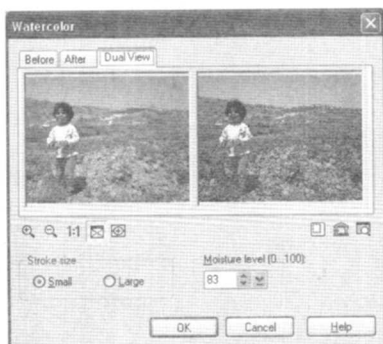 Watercolor
Before After Dual View
1:1
Stroke size
Small Large
Moisture level (0...100):
83
OK Cancel Help